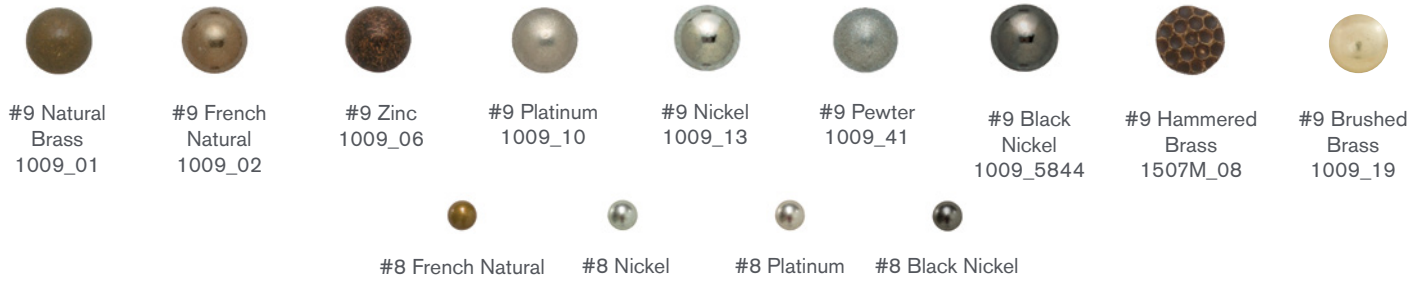 #9 Natural
Brass
1009_01
#9 French
Natural
1009_02
#9 Zinc
1009_06
#9 Platinum
1009_10
#9 Nickel
1009_13
#9 Pewter
1009_41
#9 Black
Nickel
1009_5844
#9 Hammered
Brass
1507M_08
#9 Brushed
Brass
1009_19
#8 French Natural
#8 Nickel
#8 Platinum
#8 Black Nickel